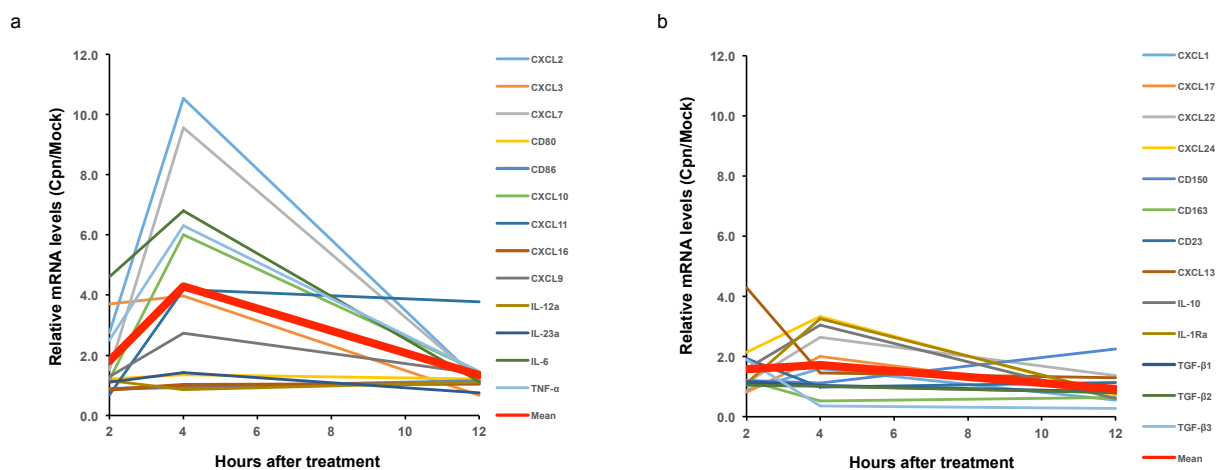 a
Relative mRNA levels (Cpn/Mock)
12.0
10.0
8.0
6.0
4.0
2.0
0.0
2 4 6 8 10 12
Hours after treatment
CXCL2
CXCL3
CXCL7
CD80
CD86
CXCL10
CXCL11
CXCL16
CXCL9
IL-12a
IL-23a
IL-6
TNF-α
Mean
b
Relative mRNA levels (Cpn/Mock)
12.0
10.0
8.0
6.0
4.0
2.0
0.0
2 4 6 8 10 12
Hours after treatment
CXCL1
CXCL17
CXCL22
CXCL24
CD150
CD163
CD23
CXCL13
IL-10
IL-1Ra
TGF-β1
TGF-β2
TGF-β3
Mean